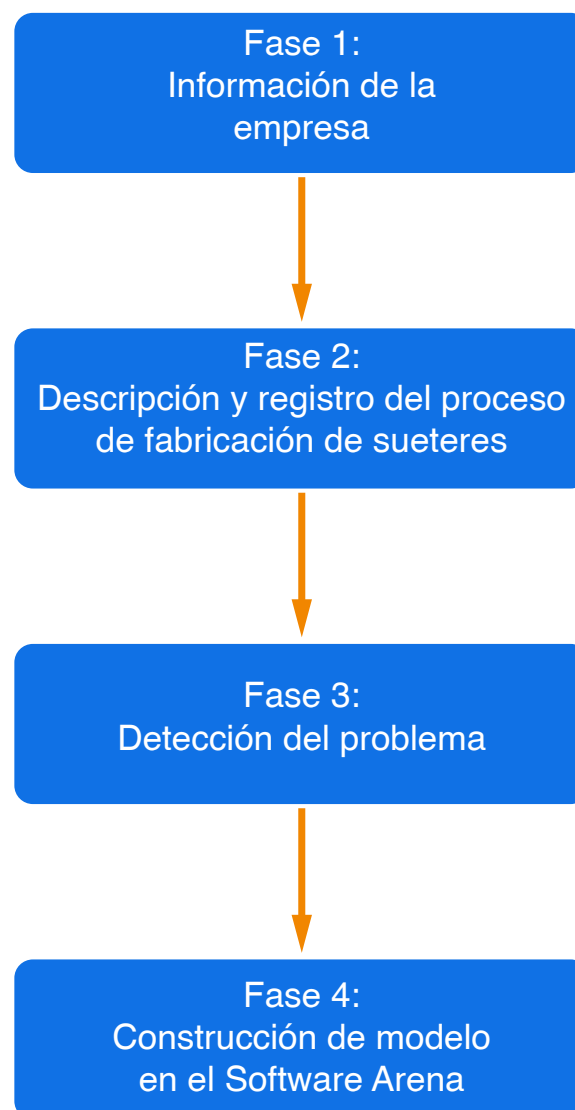 Fase 1:
Información de la
empresa
Fase 2:
Descripción y registro del proceso
de fabricación de sueteres
Fase 3:
Detección del problema
Fase 4:
Construcción de modelo
en el Software Arena